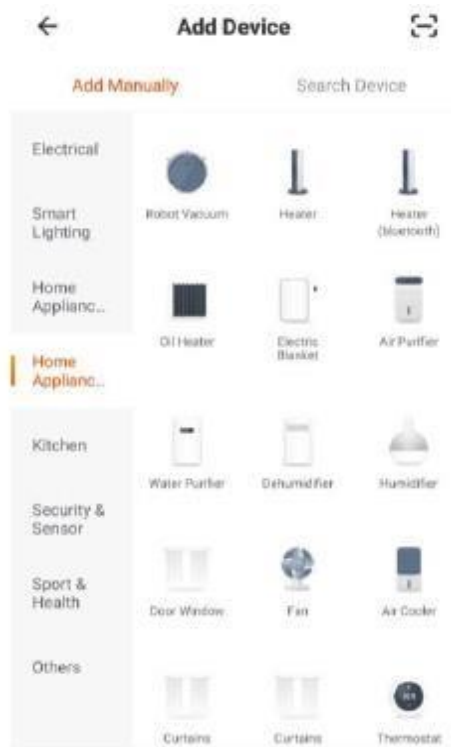 Add Device
Add Manually
Search Device
Electrical
Smart
Lighting
Home
Applianc...
Home
Applianc...
Kitchen
Security &
Sensor
Sport &
Health
Others
Robot Vacuum
Heater
Heater
(bluetooth)
Oil Heater
Electric
Blanket
Air Purifier
Water Purifier
Dehumidifier
Humidifier
Door Window
Fan
Air Cooler
Curtains
Curtains
Thermostat